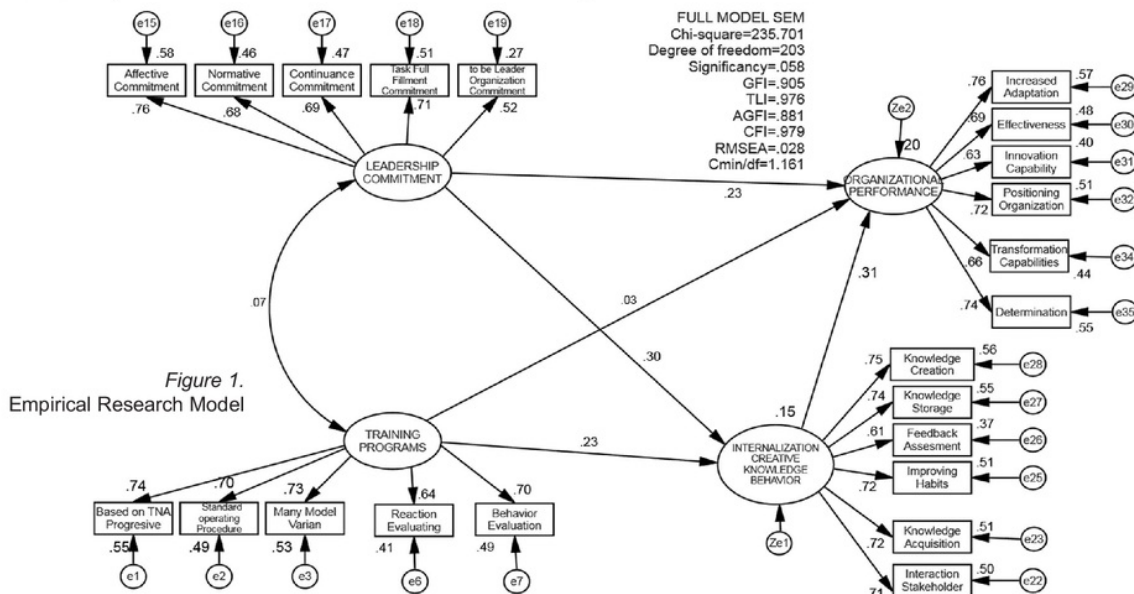 e15
e16
e17
e18
e19
.58
.46
.47
.51
.27
Affective
Commitment
Normative
Commitment
Continuance
Commitment
Task Full
Fillment
Commitment
to be Leader
Organization
Commitment
.76
.68
.69
.71
.52
LEADERSHIP
COMMITMENT
FULL MODEL SEM
Chi-square=235.701
Degree of freedom=203
Significancy=.058
GFI=.905
TLI=.976
AGFI=.881
CFI=.979
RMSEA=.028
Cmin/df=1.161
Ze2
.20
ORGANIZATIONAL
PERFORMANCE
.76
.69
.63
.72
.66
.74
Increased
Adaptation
.57
e29
Effectiveness
.48
e30
Innovation
Capability
.40
e31
Positioning
Organization
.51
e32
Transformation
Capabilities
.44
e34
Determination
.55
e35
.23
.07
.03
.31
.30
.23
Figure 1.
Empirical Research Model
TRAINING
PROGRAMS
.74
.70
.73
.64
.70
Based on TNA
Progresive
Standard
operating
Procedure
Many Model
Varian
Reaction
Evaluating
Behavior
Evaluation
.55
.49
.53
.41
.49
e1
e2
e3
e6
e7
.15
INTERNALIZATION
CREATIVE
KNOWLEDGE
BEHAVIOR
Ze1
.75
.74
.61
.72
.72
.71
Knowledge
Creation
.56
e28
Knowledge
Storage
.55
e27
Feedback
Assesment
.37
e26
Improving
Habits
.51
e25
Knowledge
Acquisition
.51
e23
Interaction
Stakeholder
.50
e22